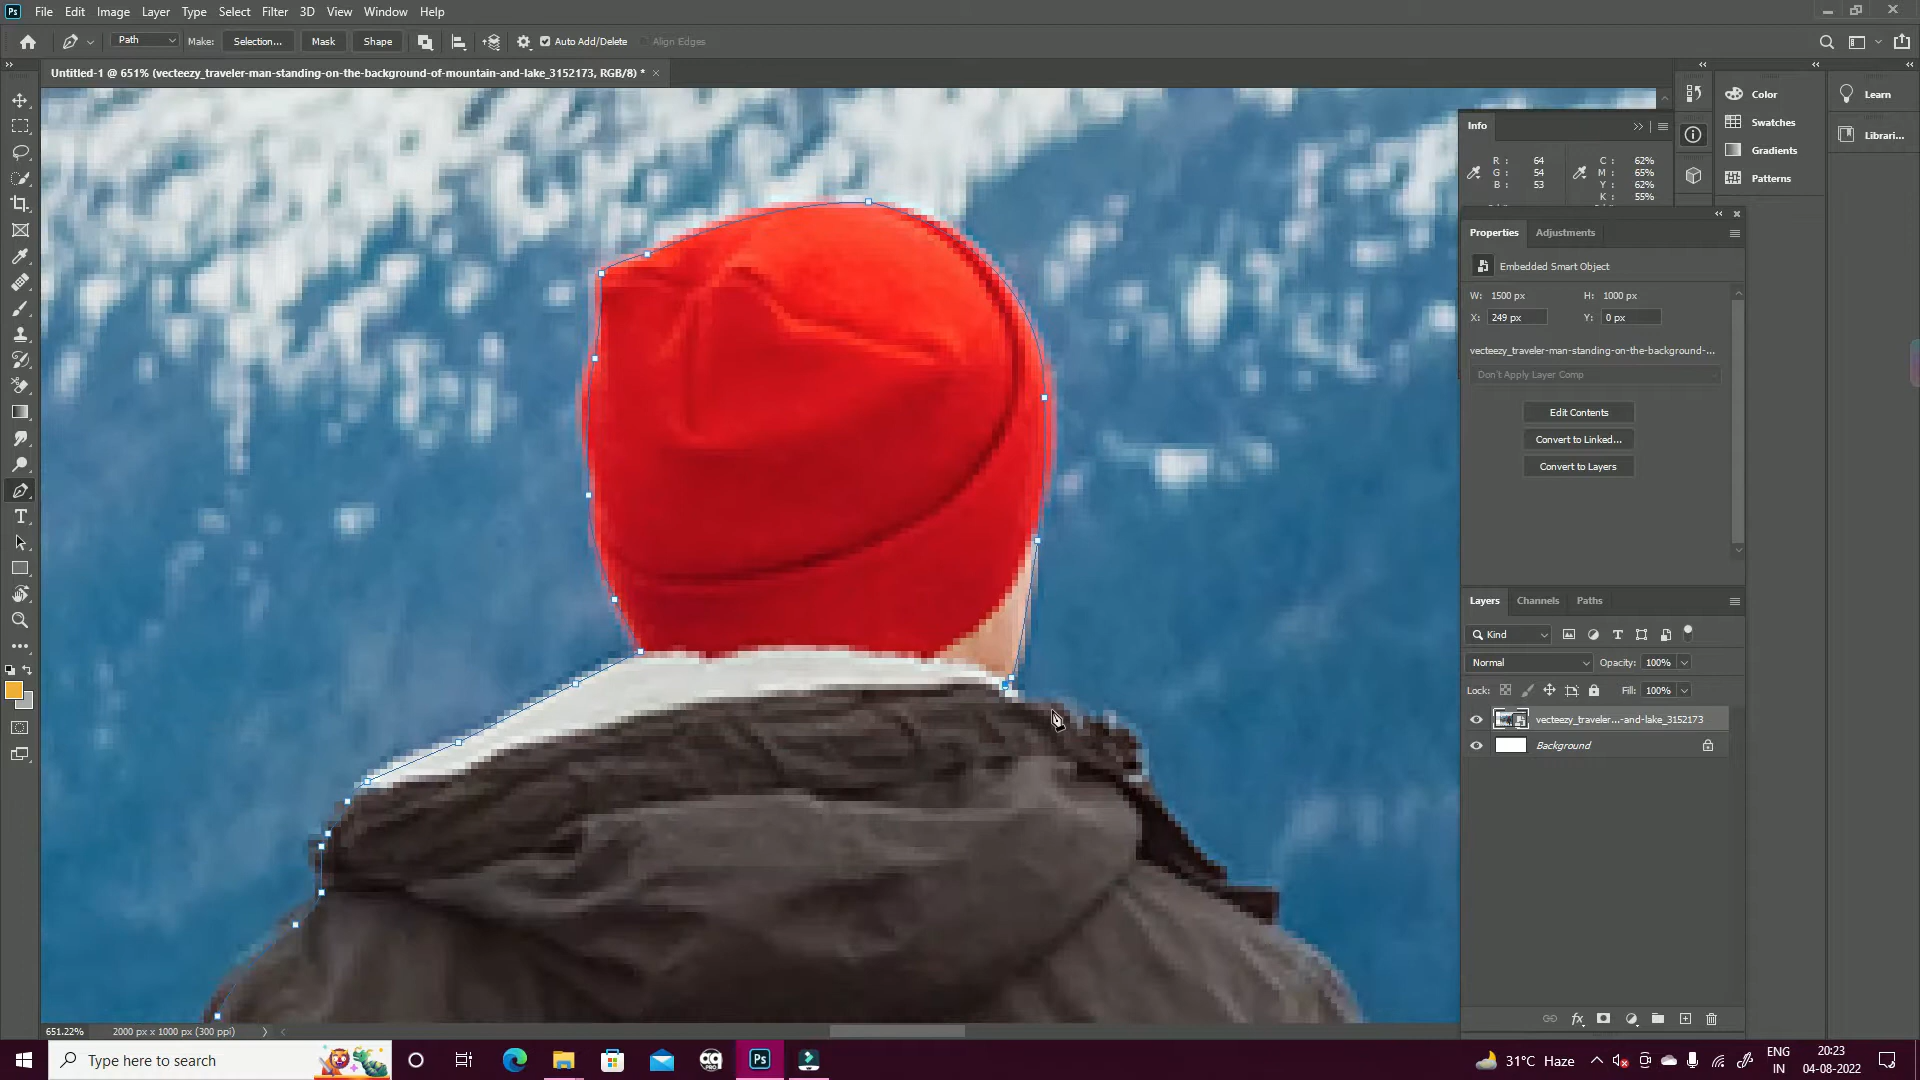 Ps File Edit Image Layer Type Select Filter 3D View Window Help
Path Make: Selection... Mask Shape Auto Add/Delete Align Edges
Untitled-1 @ 651% (vecteezy_traveler-man-standing-on-the-background-of-mountain-and-lake_3152173, RGB/8) * ×
Color
Swatches
Gradients
Patterns
Learn
Librari...
Info
R : 64 C : 62%
G : 54 M : 65%
B : 53 Y : 62%
K : 55%
Properties Adjustments
Embedded Smart Object
W: 1500 px H: 1000 px
X: 249 px Y: 0 px
vecteezy_traveler-man-standing-on-the-background-...
Don't Apply Layer Comp
Edit Contents
Convert to Linked...
Convert to Layers
Layers Channels Paths
Kind
Normal Opacity: 100%
Lock: Fill: 100%
vecteezy_traveler...-and-lake_3152173
Background
651.22% 2000 px x 1000 px (300 ppi)
Type here to search
Ps
31°C Haze
ENG
IN
20:23
04-08-2022